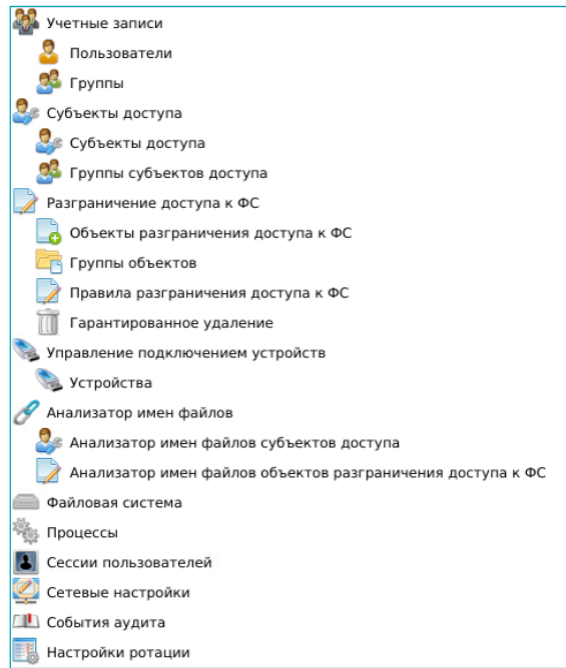 Учетные записи
Пользователи
Группы
Субъекты доступа
Субъекты доступа
Группы субъектов доступа
Разграничение доступа к ФС
Объекты разграничения доступа к ФС
Группы объектов
Правила разграничения доступа к ФС
Гарантированное удаление
Управление подключением устройств
Устройства
Анализатор имен файлов
Анализатор имен файлов субъектов доступа
Анализатор имен файлов объектов разграничения доступа к ФС
Файловая система
Процессы
Сессии пользователей
Сетевые настройки
События аудита
Настройки ротации